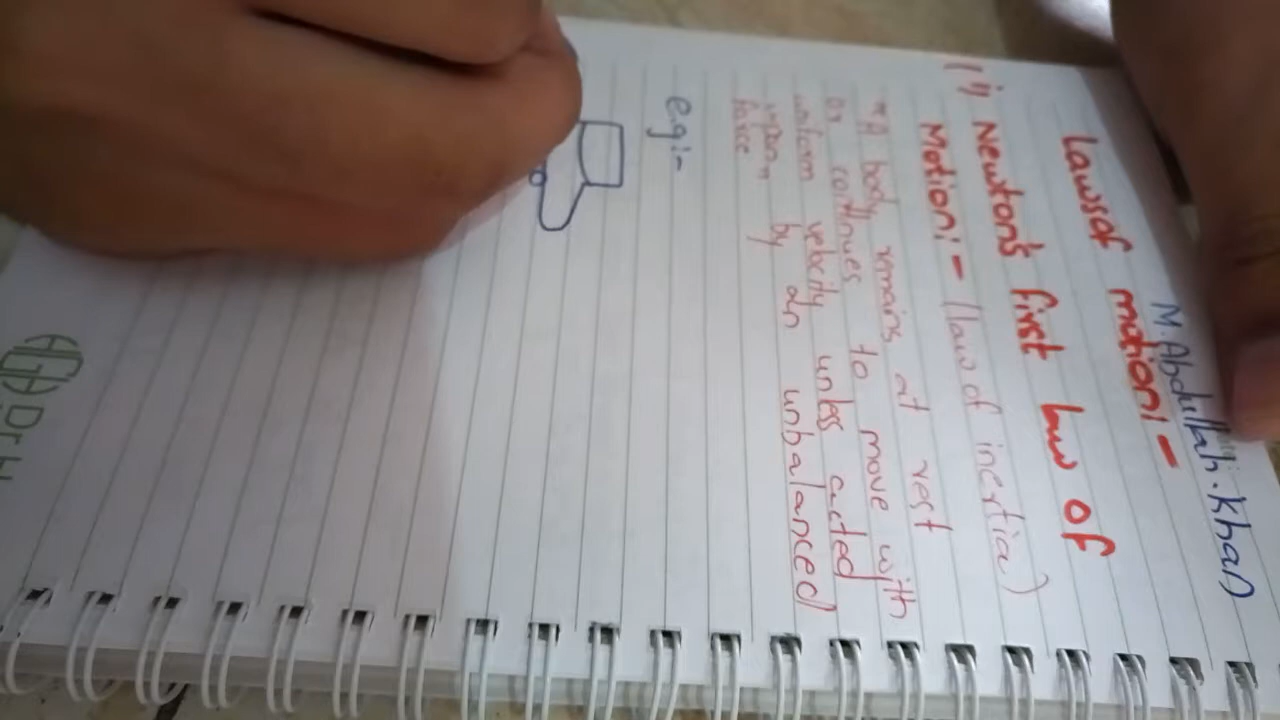 M.Abdullah.Khan
Laws of motion:-
(i) Newton's first law of
Motion:- (law of inertia)
* A body remains at rest
or continues to move with
uniform velocity unless acted
upon by an unbalanced
force
e.g:-